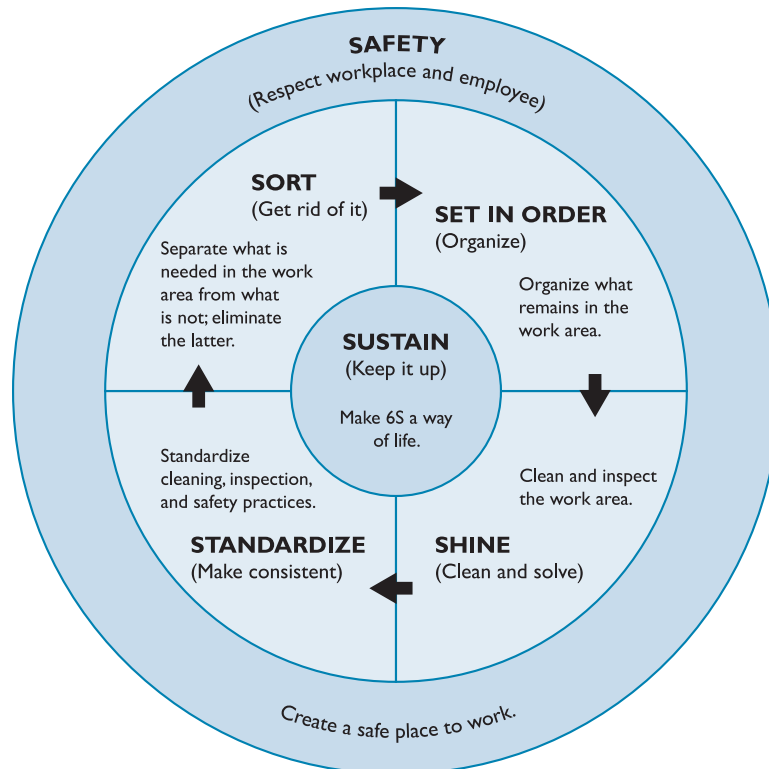 SAFETY
(Respect workplace and employee)
SORT
(Get rid of it)
Separate what is
needed in the work
area from what
is not; eliminate
the latter.
SET IN ORDER
(Organize)
Organize what
remains in the
work area.
SUSTAIN
(Keep it up)
Make 6S a way
of life.
Standardize
cleaning, inspection,
and safety practices.
STANDARDIZE
(Make consistent)
Clean and inspect
the work area.
SHINE
(Clean and solve)
Create a safe place to work.